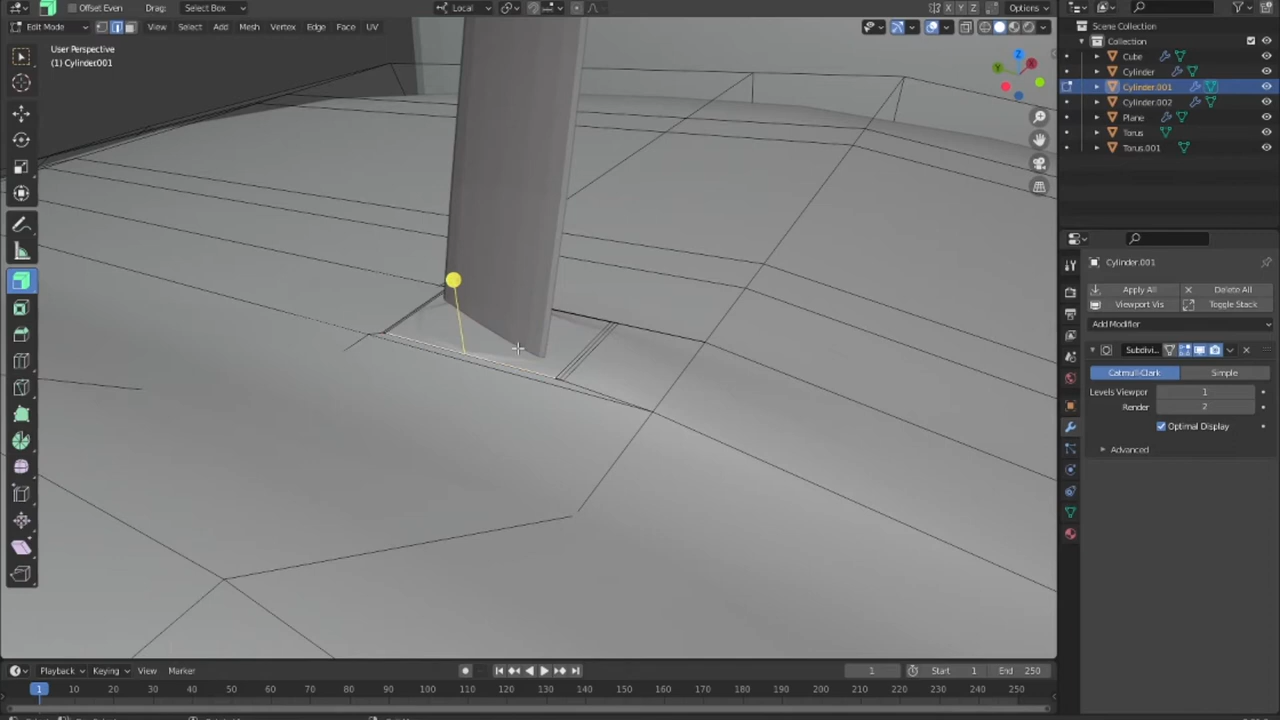 Offset Even Drag: Select Box Local X Y Z Options
Edit Mode View Select Add Mesh Vertex Edge Face UV
User Perspective
(1) Cylinder.001
Z
X
Y
Scene Collection
Collection
Cube
Cylinder
Cylinder.001
Cylinder.002
Plane
Torus
Torus.001
Cylinder.001
Apply All Delete All
Viewport Vis Toggle Stack
Add Modifier
Subdivi...
Catmull-Clark Simple
Levels Viewpor 1
Render 2
Optimal Display
Advanced
Playback Keying View Marker 1 Start 1 End 250
1 10 20 30 40 50 60 70 80 90 100 110 120 130 140 150 160 170 180 190 200 210 220 230 240 250